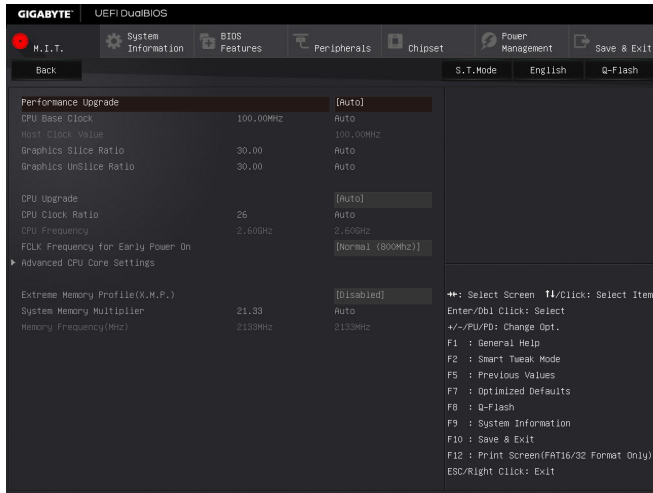 GIGABYTE™ UEFI DualBIOS
M.I.T. System Information BIOS Features Peripherals Chipset Power Management Save & Exit
Back S.T.Mode English Q-Flash
Performance Upgrade [Auto]
CPU Base Clock 100.00MHz Auto
Host Clock Value 100.00MHz
Graphics Slice Ratio 30.00 Auto
Graphics UnSlice Ratio 30.00 Auto
CPU Upgrade [Auto]
CPU Clock Ratio 26 Auto
CPU Frequency 2.60GHz 2.60GHz
FCLK Frequency for Early Power On [Normal (800Mhz)]
Advanced CPU Core Settings
Extreme Memory Profile(X.M.P.) [Disabled]
System Memory Multiplier 21.33 Auto
Memory Frequency(MHz) 2133MHz 2133MHz
→←: Select Screen ↑↓/Click: Select Item
Enter/Dbl Click: Select
+/-/PU/PD: Change Opt.
F1 : General Help
F2 : Smart Tweak Mode
F5 : Previous Values
F7 : Optimized Defaults
F8 : Q-Flash
F9 : System Information
F10 : Save & Exit
F12 : Print Screen(FAT16/32 Format Only)
ESC/Right Click: Exit